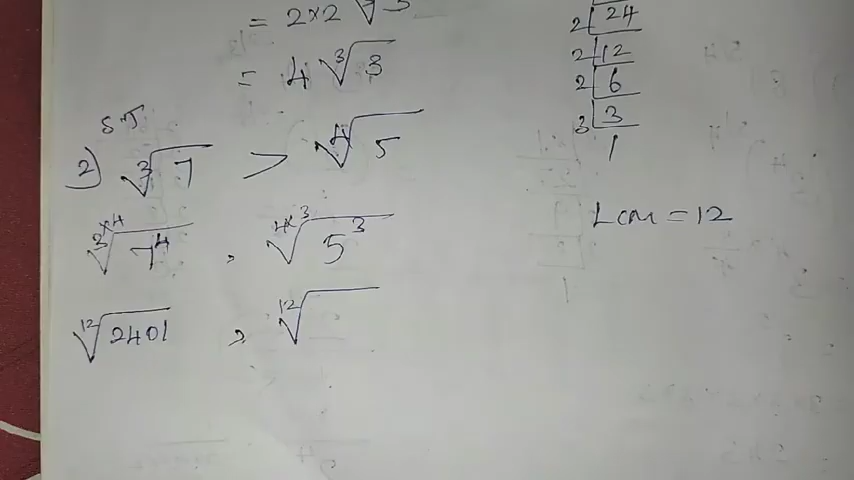 = 2×2 ∛3
= 4 ∛3
S.T
2) ∛7 > ∜5
³ˣ⁴√7⁴ , ⁴ˣ³√5³
¹²√2401 , ¹²√
2 | 24
2 | 12
2 | 6
3 | 3
1
LCM = 12